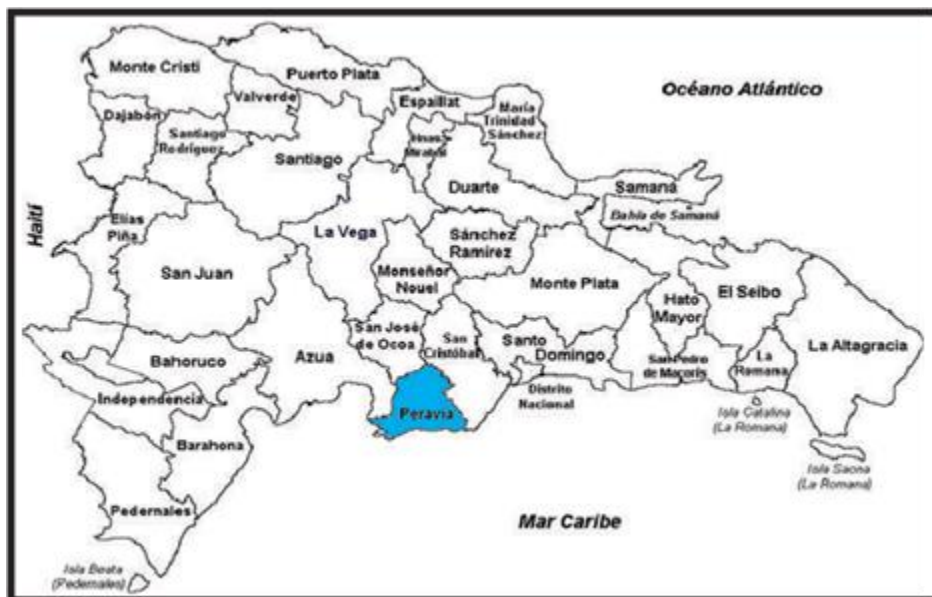 Monte Cristi
Puerto Plata
Océano Atlántico
Valverde
Espaillat
María
Trinidad
Sánchez
Dajabón
Santiago
Rodríguez
Hnas.
Mirabal
Santiago
Duarte
Samaná
Bahía de Samaná
Haití
Elías
Piña
La Vega
Sánchez
Ramírez
San Juan
Monseñor
Nouel
Monte Plata
El Seibo
Hato
Mayor
San José
de Ocoa
San
Cristóbal
Santo
Domingo
La Altagracia
Bahoruco
Azua
San Pedro
de Macorís
La
Romana
Independencia
Peravia
Distrito
Nacional
Isla Catalina
(La Romana)
Barahona
Isla Saona
(La Romana)
Pedernales
Mar Caribe
Isla Beata
(Pedernales)